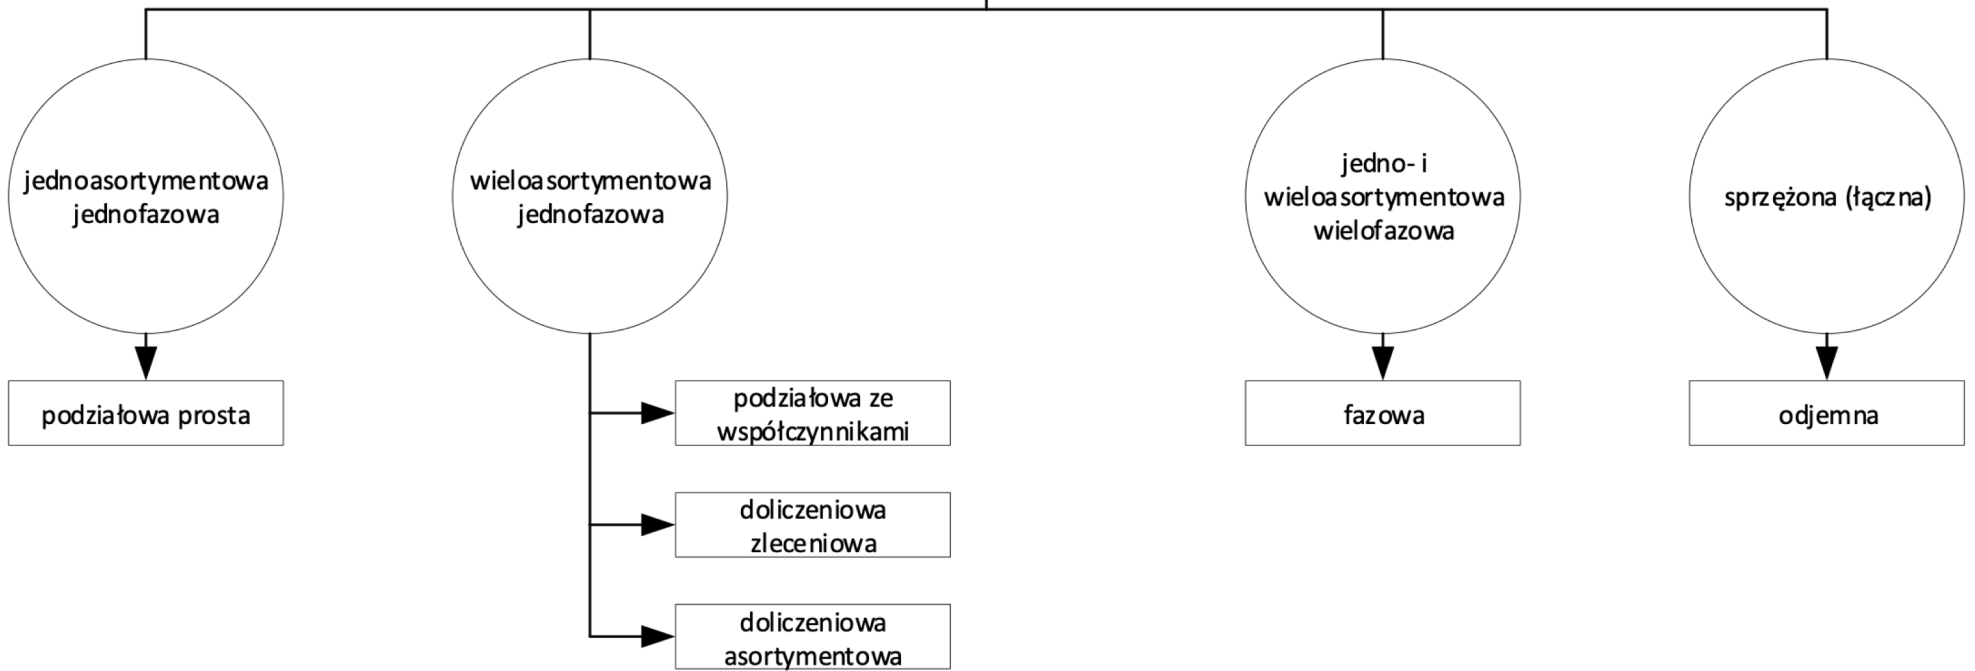 jednoasortymentowa
jednofazowa
wieloasortymentowa
jednofazowa
jedno- i
wieloasortymentowa
wielofazowa
sprzężona (łączna)
podziałowa prosta
podziałowa ze
współczynnikami
doliczeniowa
zleceniowa
doliczeniowa
asortymentowa
fazowa
odjemna